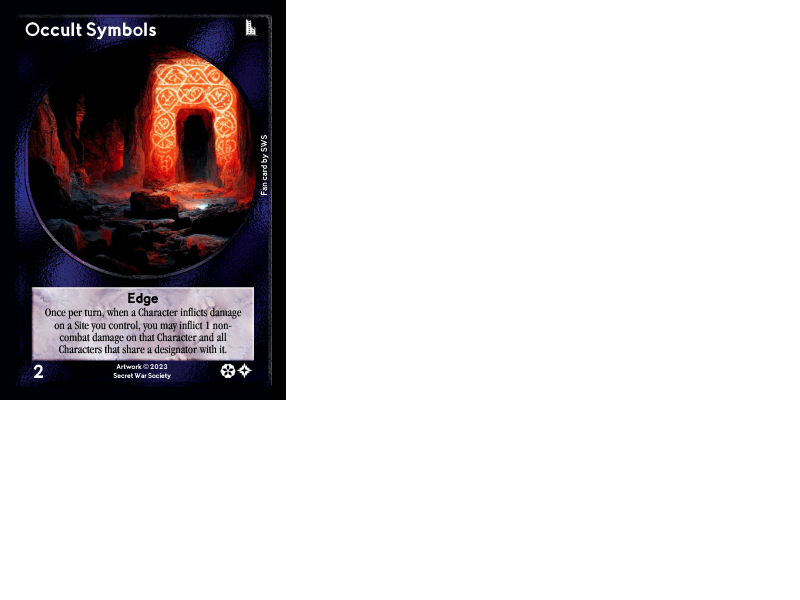 Occult Symbols
Fan card by SWS
Edge
Once per turn, when a Character inflicts damage
on a Site you control, you may inflict 1 non-
combat damage on that Character and all
Characters that share a designator with it.
2
Artwork © 2023
Secret War Society